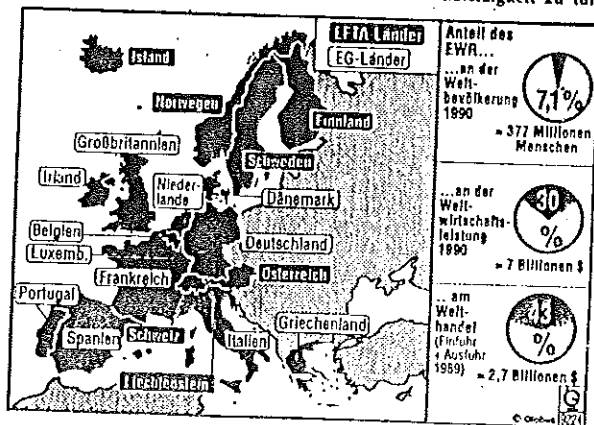 EFTA-Länder
EG-Länder
Island
Norwegen
Finnland
Großbritannien
Schweden
Irland
Nieder-
lande
Dänemark
Belgien
Luxemb.
Deutschland
Frankreich
Österreich
Portugal
Spanien
Schweiz
Italien
Griechenland
Liechtenstein
Anteil des
EWR...
...an der
Welt-
bevölkerung
1990
7,1%
= 377 Millionen
Menschen
...an der
Welt-
wirtschafts-
leistung
1990
30
%
= 7 Billionen $
.. am
Welt-
handel
(Einfuhr
+ Ausfuhr
1989)
43
%
= 2,7 Billionen $
© Globus